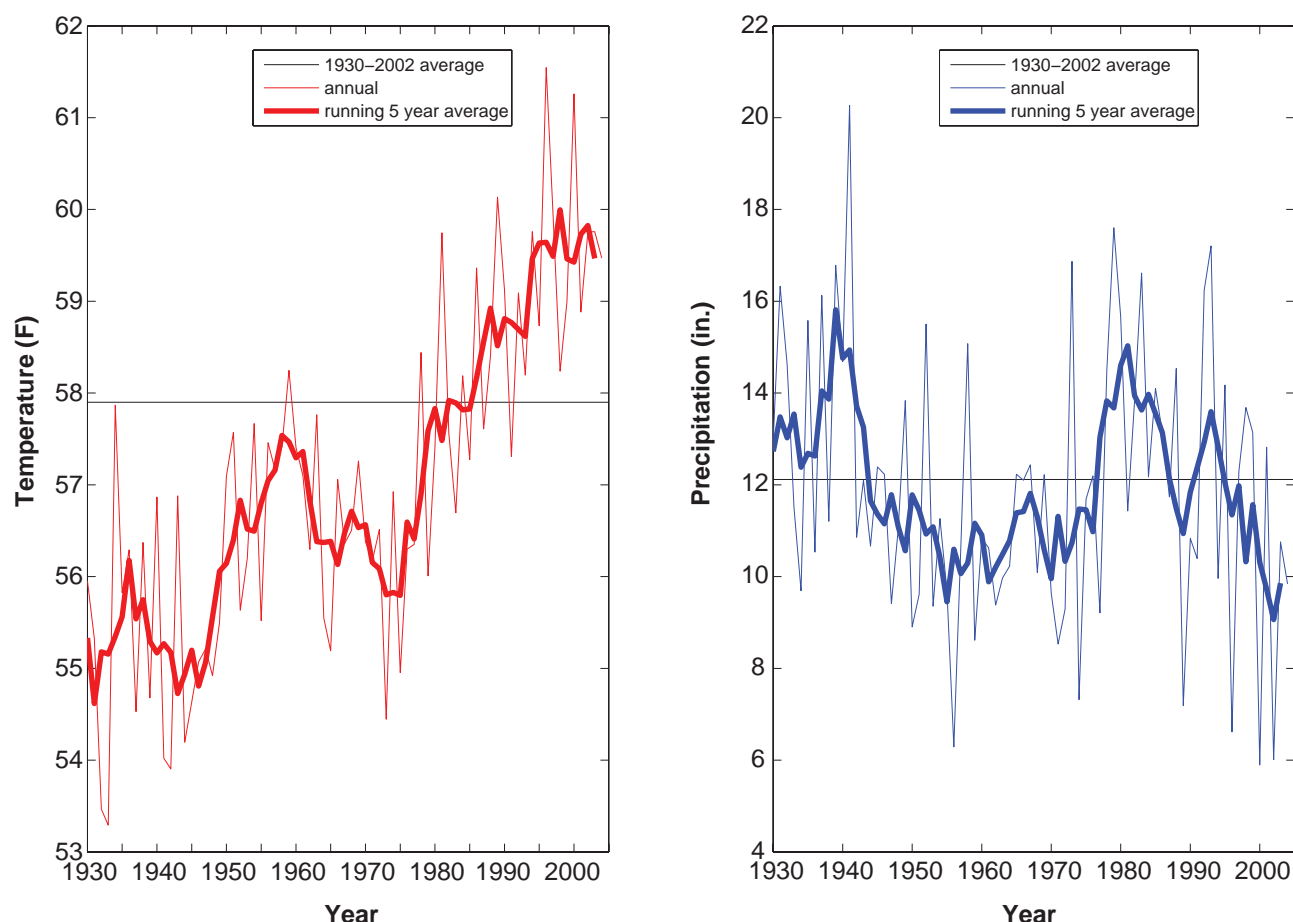 62
61
60
59
58
57
56
55
54
53
Temperature (F)
1930−2002 average
annual
running 5 year average
1930 1940 1950 1960 1970 1980 1990 2000
Year
22
20
18
16
14
12
10
8
6
4
Precipitation (in.)
1930−2002 average
annual
running 5 year average
1930 1940 1950 1960 1970 1980 1990 2000
Year